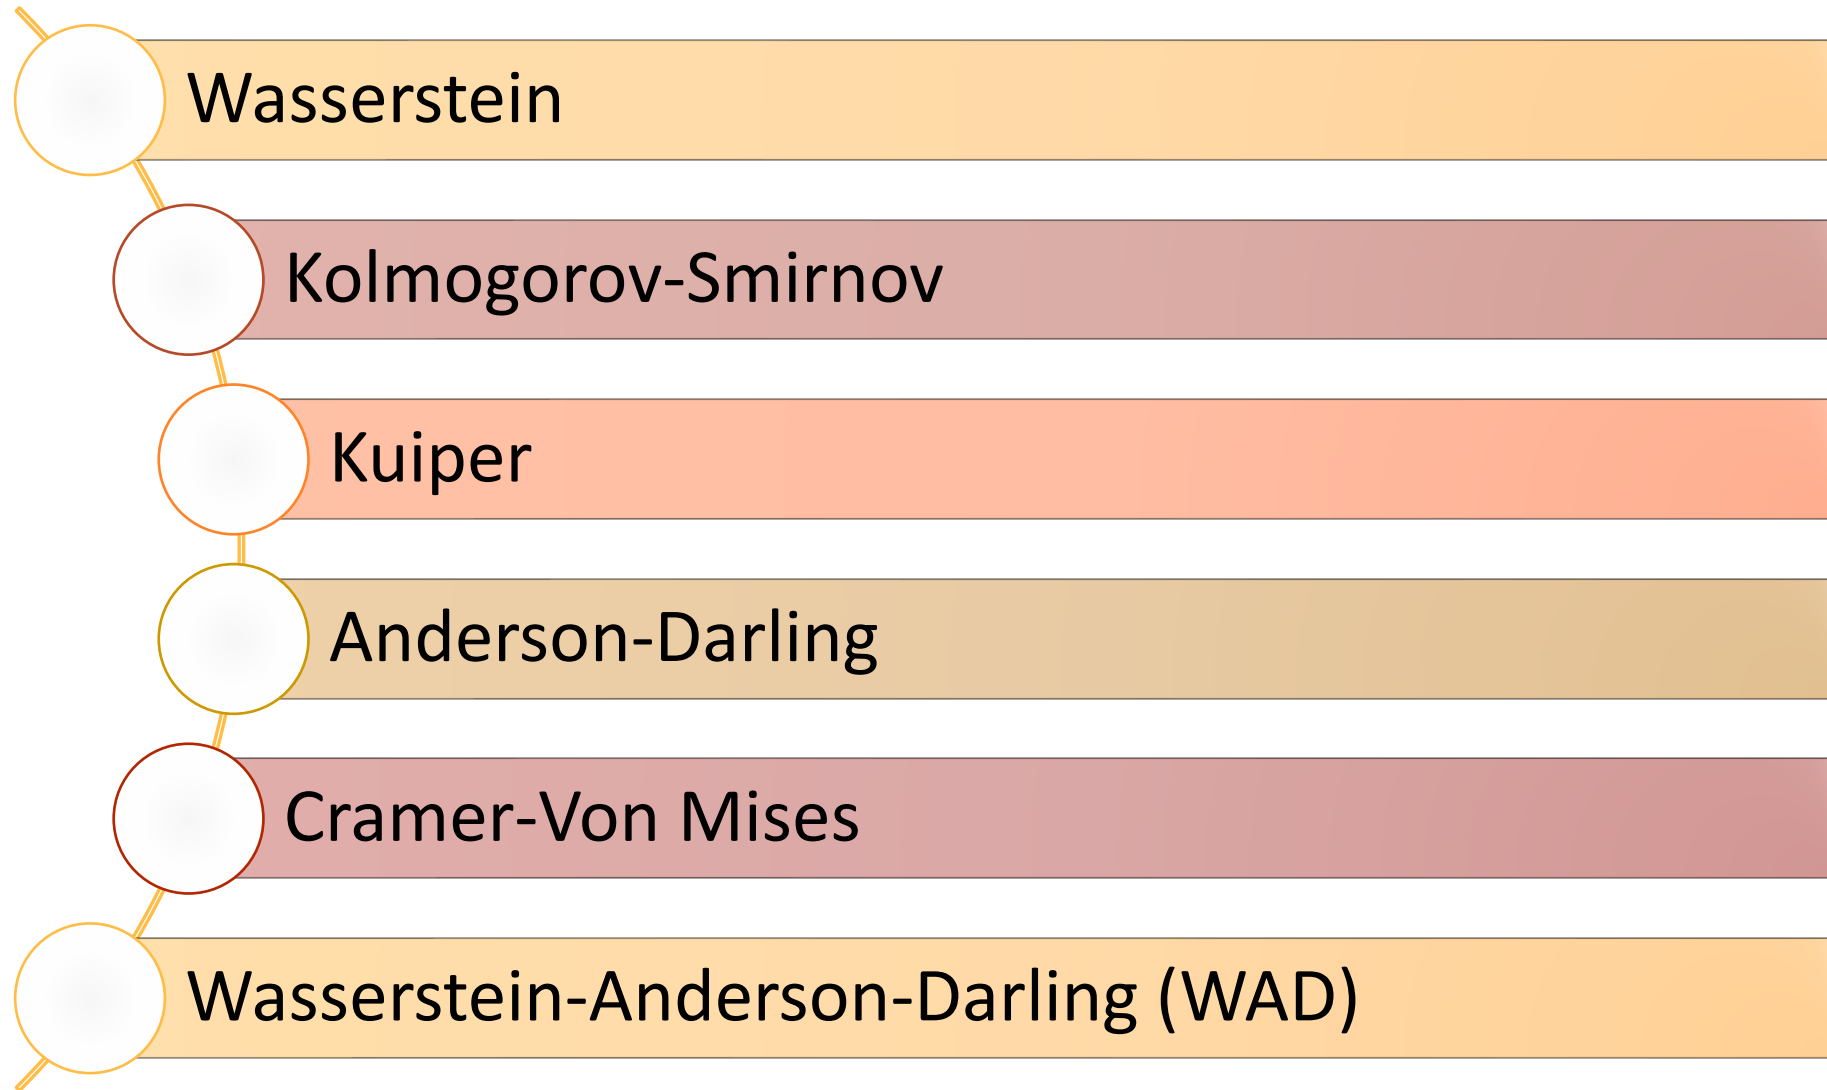 Wasserstein
Kolmogorov-Smirnov
Kuiper
Anderson-Darling
Cramer-Von Mises
Wasserstein-Anderson-Darling (WAD)